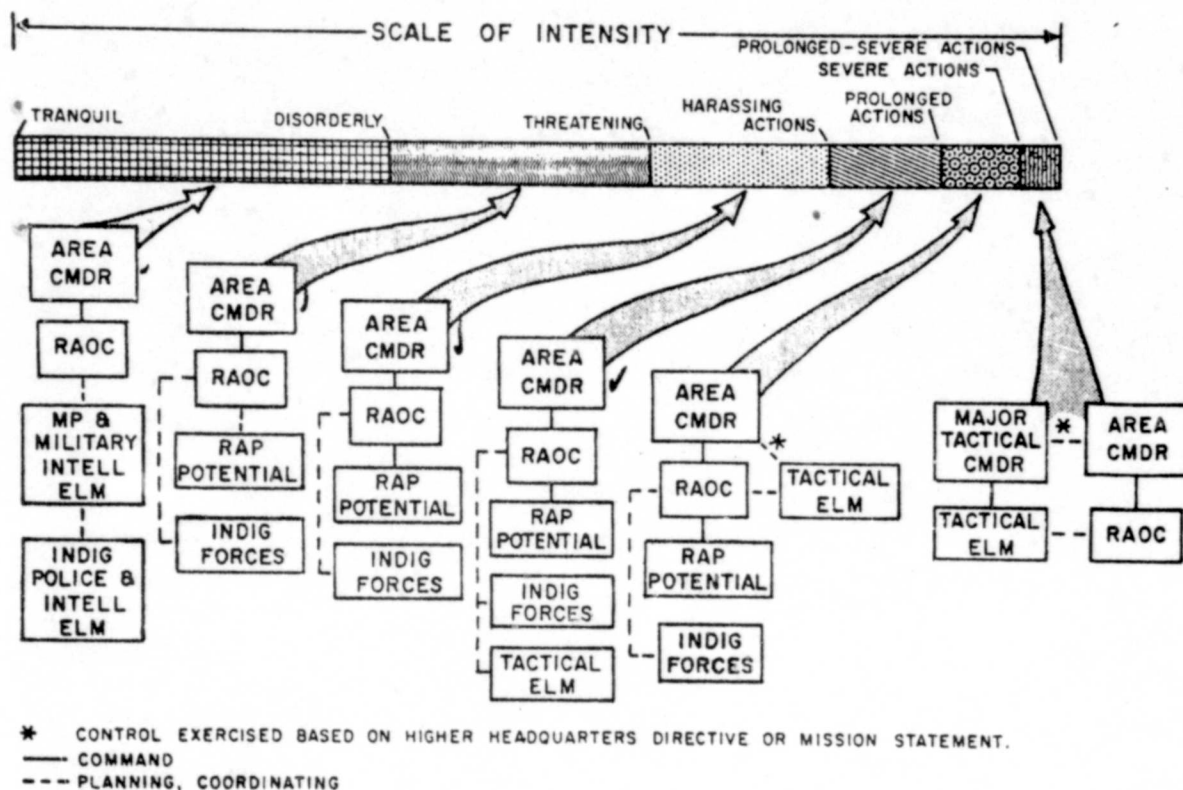 SCALE OF INTENSITY
PROLONGED-SEVERE ACTIONS
SEVERE ACTIONS
TRANQUIL
DISORDERLY
THREATENING
HARASSING
ACTIONS
PROLONGED
ACTIONS
AREA
CMDR
RAOC
MP &
MILITARY
INTELL
ELM
INDIG
POLICE &
INTELL
ELM
AREA
CMDR
RAOC
RAP
POTENTIAL
INDIG
FORCES
AREA
CMDR
RAOC
RAP
POTENTIAL
INDIG
FORCES
AREA
CMDR
RAOC
RAP
POTENTIAL
INDIG
FORCES
TACTICAL
ELM
AREA
CMDR
*
RAOC
TACTICAL
ELM
RAP
POTENTIAL
INDIG
FORCES
MAJOR
TACTICAL
CMDR
*
AREA
CMDR
TACTICAL
ELM
RAOC
* CONTROL EXERCISED BASED ON HIGHER HEADQUARTERS DIRECTIVE OR MISSION STATEMENT.
—— COMMAND
---- PLANNING, COORDINATING